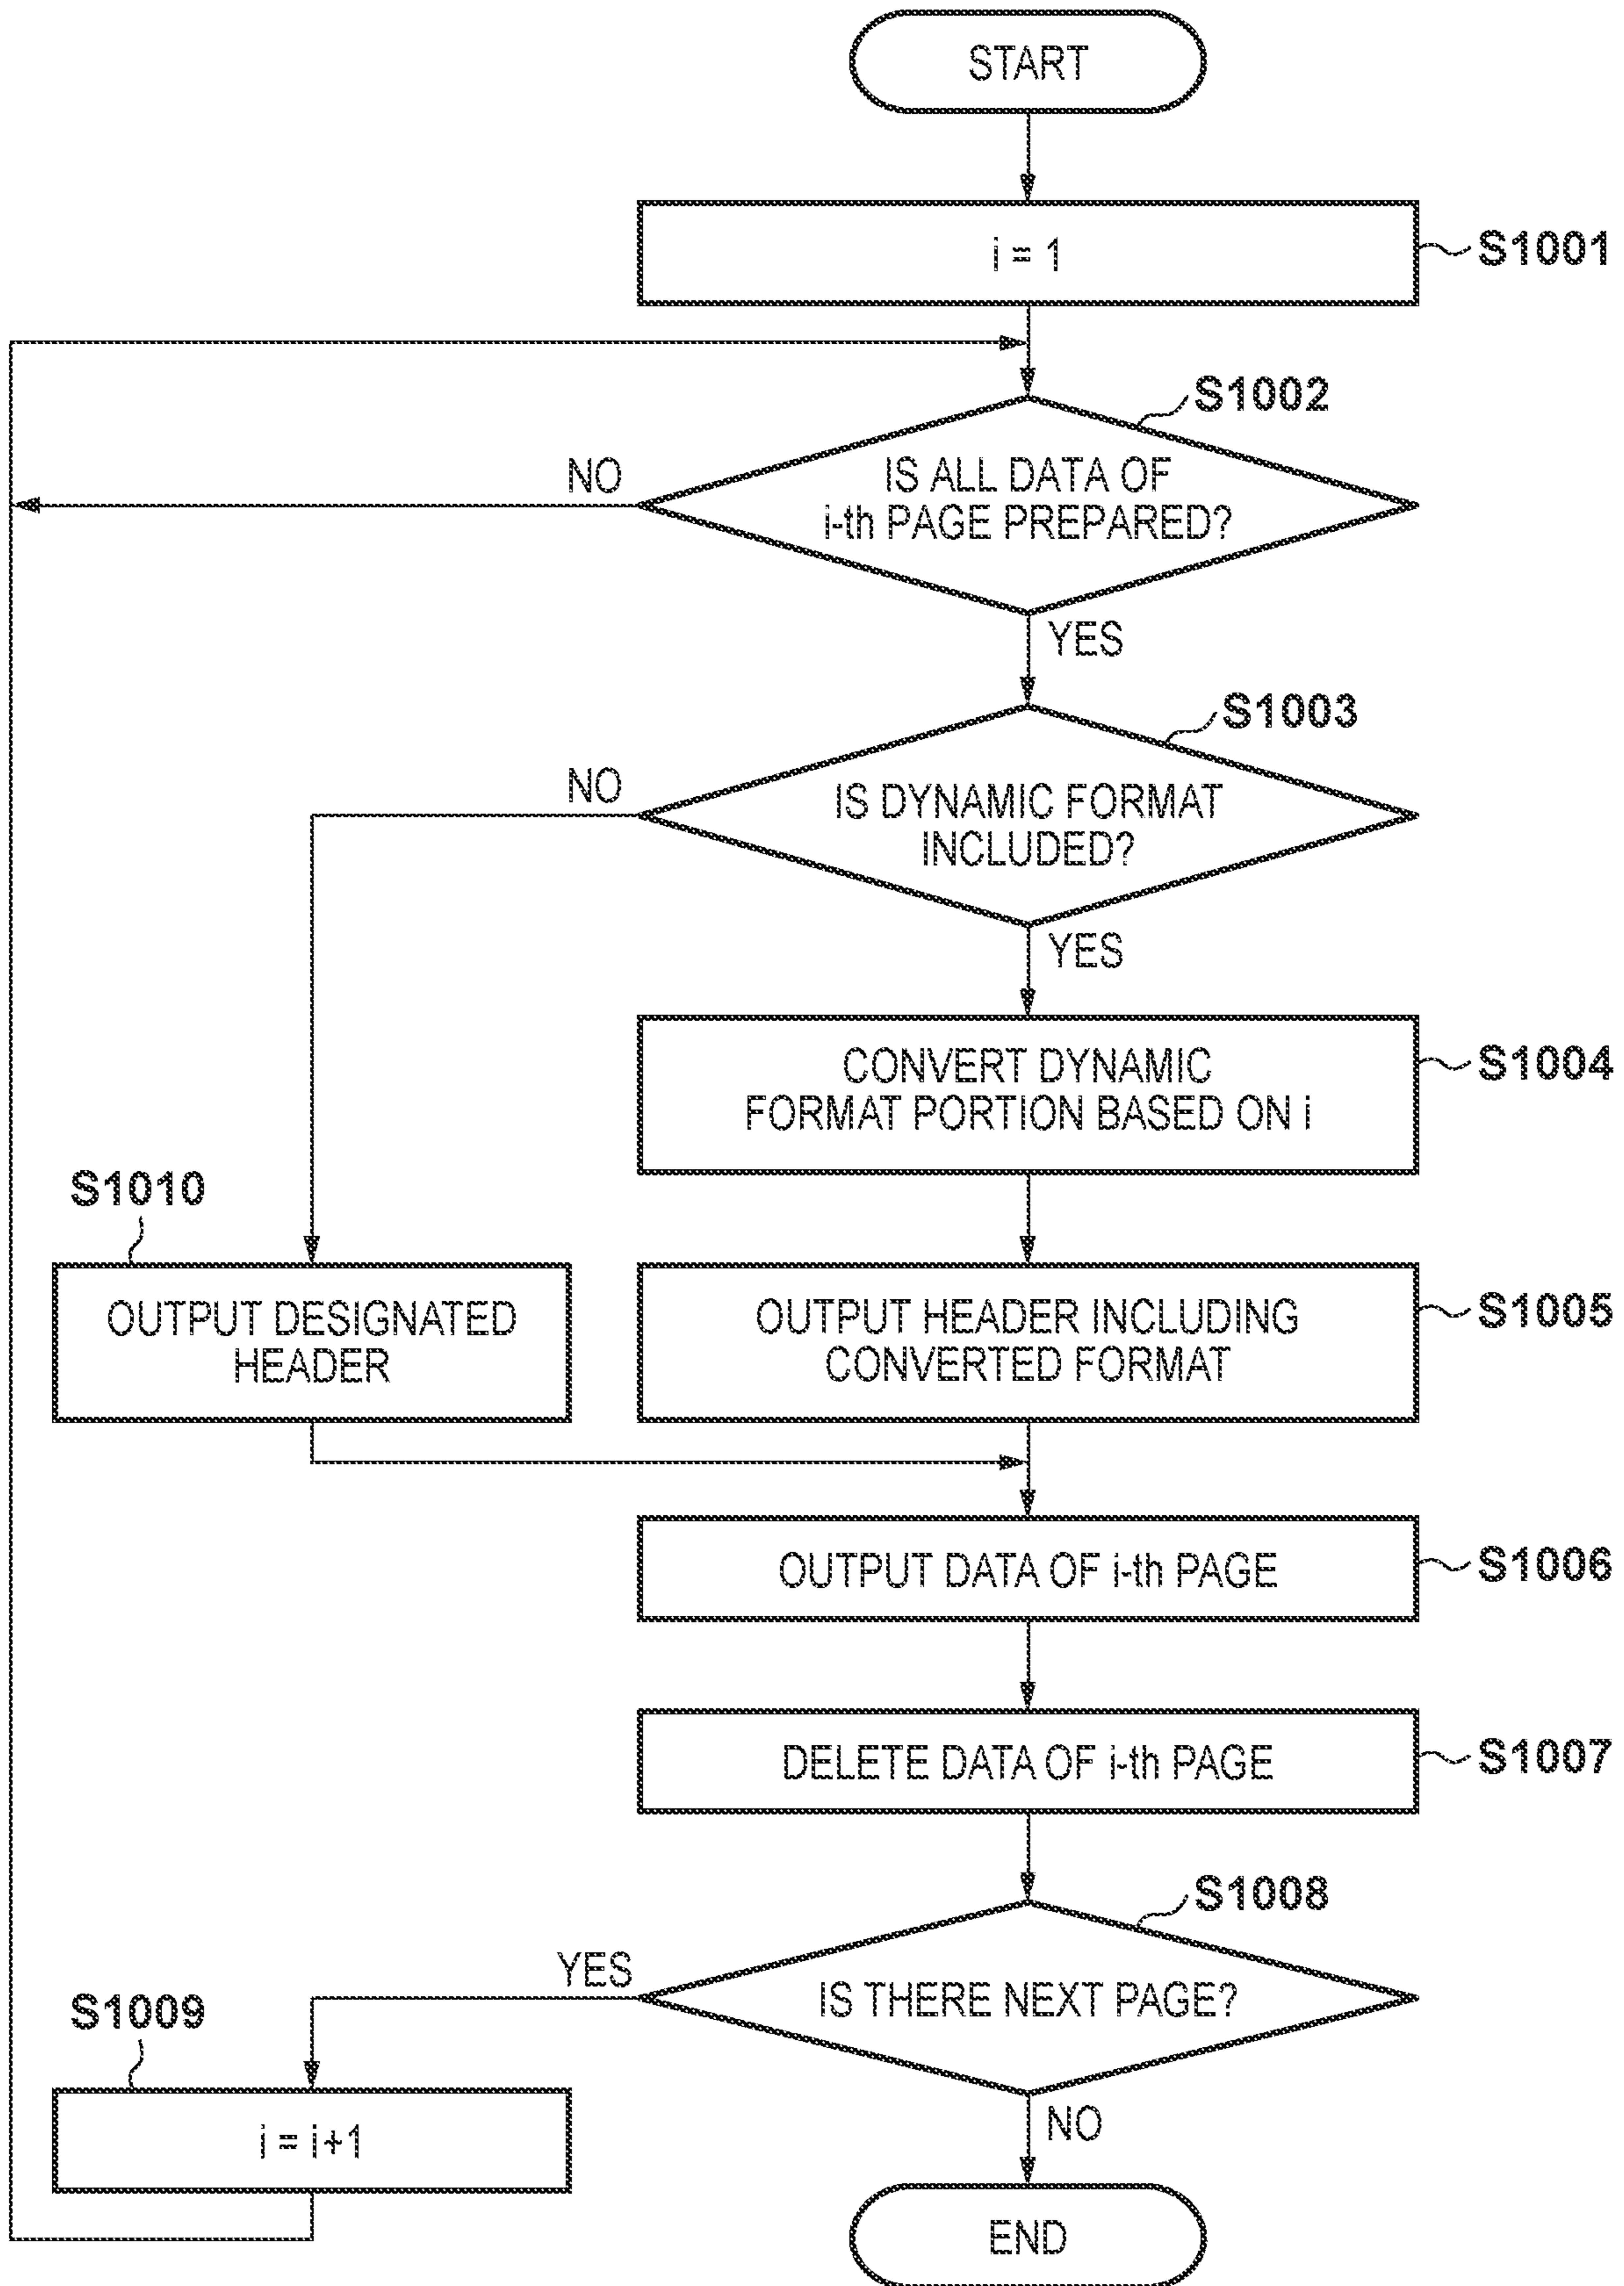 START
i = 1
S1001
S1002
NO
IS ALL DATA OF
i-th PAGE PREPARED?
YES
S1003
NO
IS DYNAMIC FORMAT
INCLUDED?
YES
CONVERT DYNAMIC
FORMAT PORTION BASED ON i
S1004
S1010
OUTPUT DESIGNATED
HEADER
OUTPUT HEADER INCLUDING
CONVERTED FORMAT
S1005
OUTPUT DATA OF i-th PAGE
S1006
DELETE DATA OF i-th PAGE
S1007
S1008
YES
IS THERE NEXT PAGE?
S1009
i = i+1
NO
END